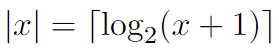 |x| = ⌈log₂(x + 1)⌉